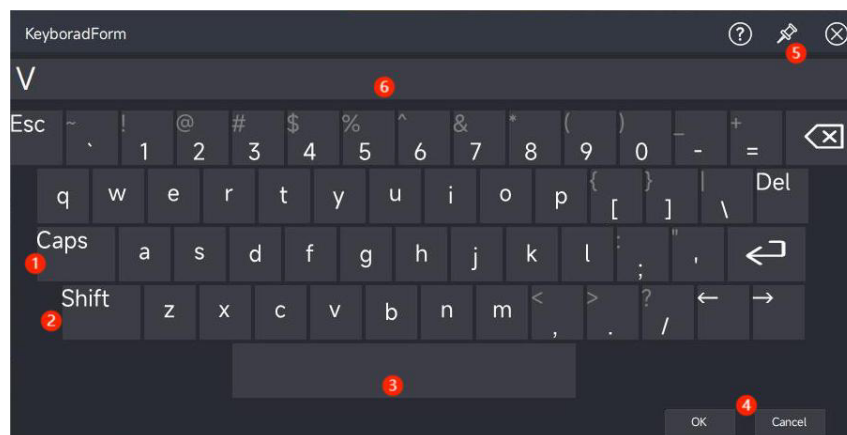 KeyboradForm ?
5
V
6
Esc ~ ` ! 1 @ 2 # 3 $ 4 % 5 ^ 6 & 7 * 8 ( 9 ) 0 _ - + =
q w e r t y u i o p { [ } ] | \ Del
Caps a s d f g h j k l : ; " '
1
Shift z x c v b n m < , > . ? / ← →
2
3
4
OK Cancel